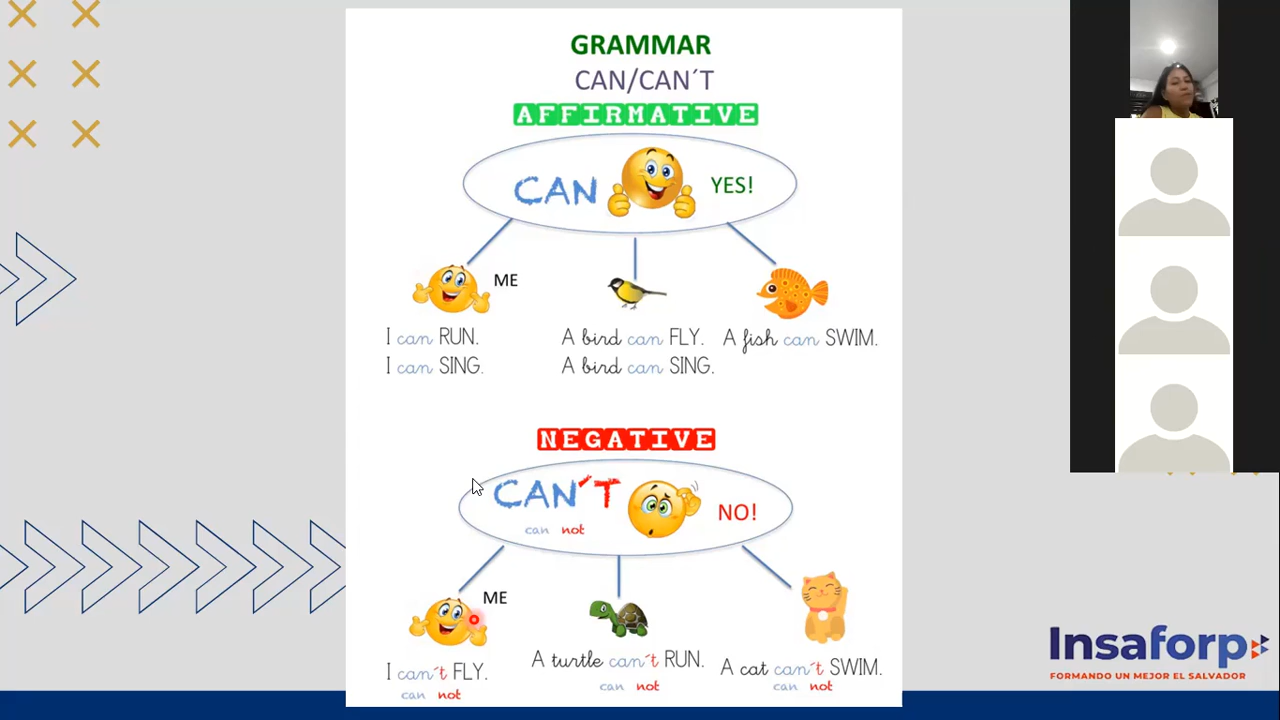 GRAMMAR
CAN/CAN´T
AFFIRMATIVE
CAN YES!
ME
I can RUN.
I can SING.
A bird can FLY.
A bird can SING.
A fish can SWIM.
NEGATIVE
CAN´T NO!
can not
ME
I can´t FLY.
can not
A turtle can´t RUN.
can not
A cat can´t SWIM.
can not
Insaforp
FORMANDO UN MEJOR EL SALVADOR